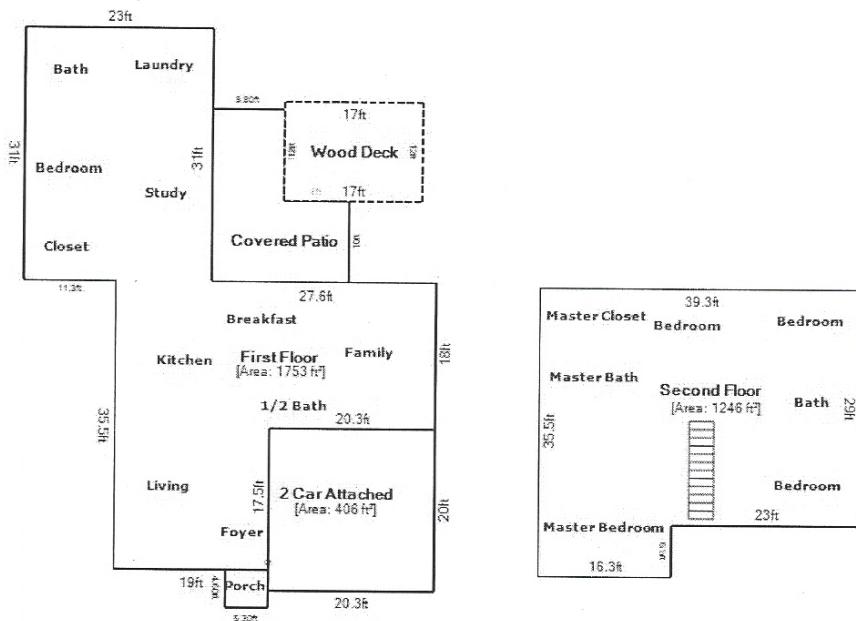 23ft
Bath
Laundry
31ft
31ft
Bedroom
Study
Closet
11.3ft
17ft
Wood Deck
12ft
12ft
17ft
Covered Patio
10ft
27.6ft
Breakfast
Kitchen
First Floor
[Area: 1753 ft²]
Family
18ft
1/2 Bath
20.3ft
35.5ft
Living
17.5ft
2 Car Attached
[Area: 406 ft²]
20ft
Foyer
19ft
Porch
20.3ft
5.30ft
39.3ft
Master Closet
Bedroom
Bedroom
Master Bath
Second Floor
[Area: 1246 ft²]
Bath
29ft
35.5ft
Bedroom
Master Bedroom
23ft
16.3ft